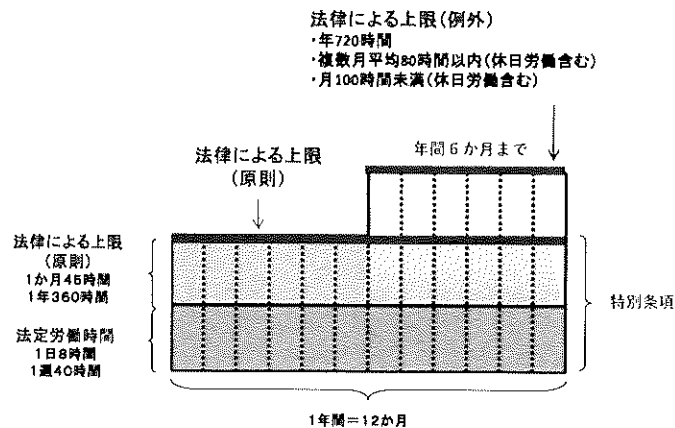 法律による上限(例外)
・年720時間
・複数月平均80時間以内(休日労働含む)
・月100時間未満(休日労働含む)
年間6か月まで
法律による上限
(原則)
法律による上限
(原則)
1か月45時間
1年360時間
特別条項
法定労働時間
1日8時間
1週40時間
1年間=12か月